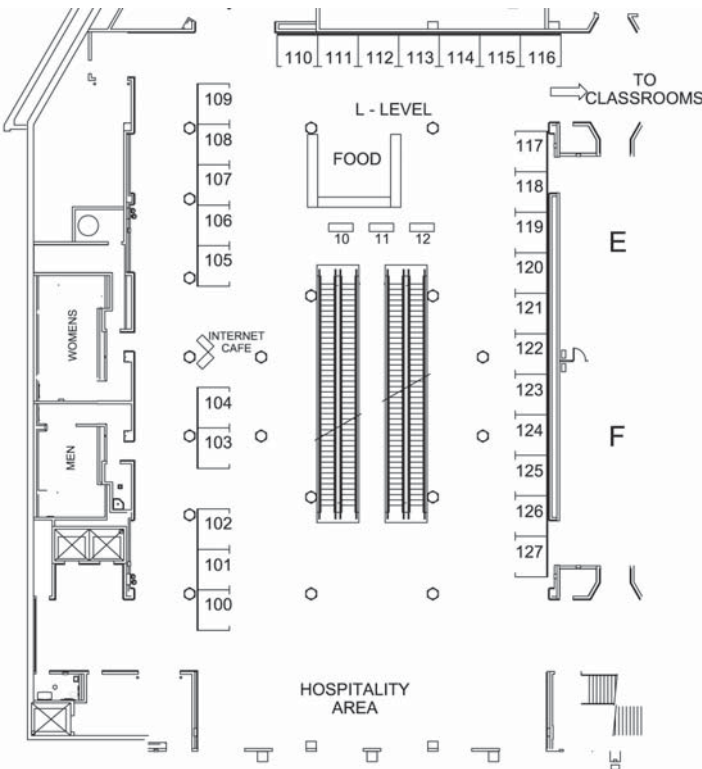 110 111 112 113 114 115 116
TO
CLASSROOMS
L - LEVEL
109
108
107
106
105
FOOD
10 11 12
117
118
119
120
121
122
123
124
125
126
127
E
F
WOMENS
INTERNET
CAFE
104
103
MEN
102
101
100
HOSPITALITY
AREA